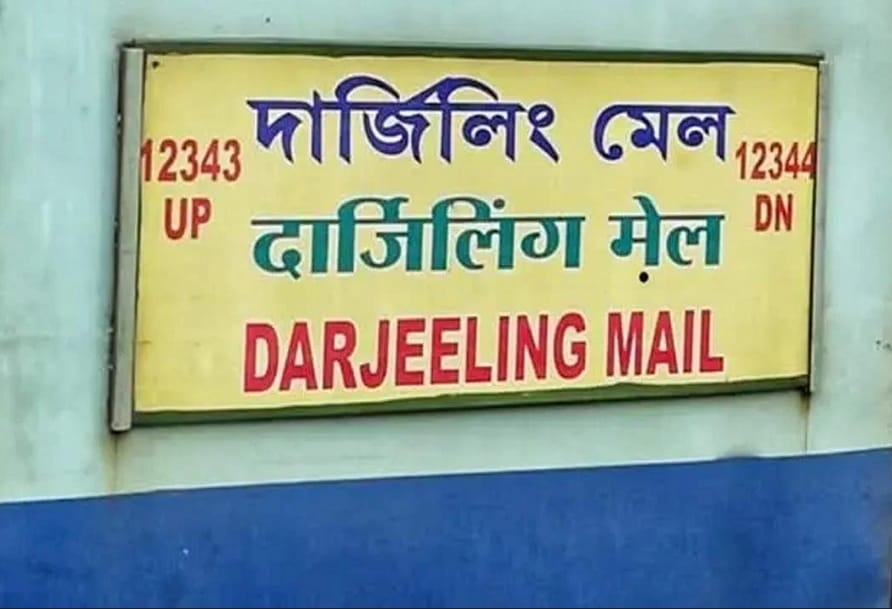 দার্জিলিং মেল
12343
UP
12344
DN
दार्जिलिंग मेल
DARJEELING MAIL